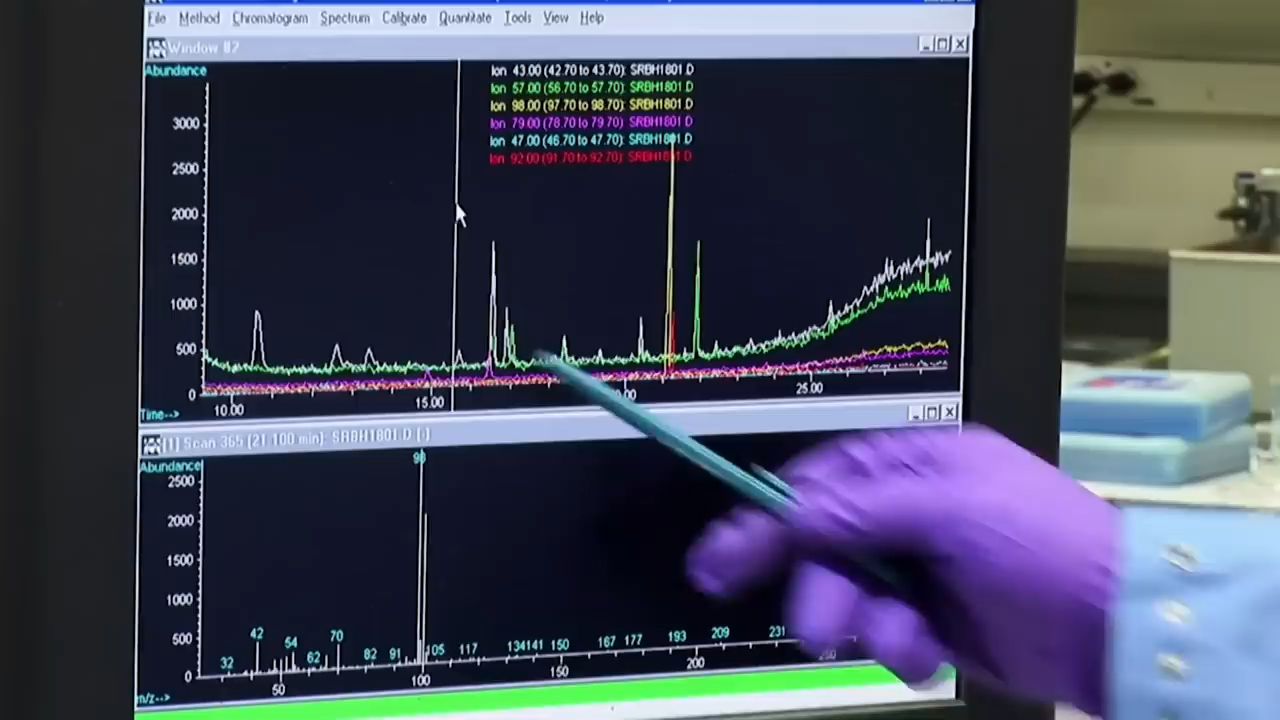 File Method Chromatogram Spectrum Calibrate Quantitate Tools View Help
Window #2
Abundance
Ion 43.00 (42.70 to 43.70): SRBH1801.D
Ion 57.00 (56.70 to 57.70): SRBH1801.D
Ion 98.00 (97.70 to 98.70): SRBH1801.D
Ion 79.00 (78.70 to 79.70): SRBH1801.D
Ion 47.00 (46.70 to 47.70): SRBH1801.D
Ion 92.00 (91.70 to 92.70): SRBH1801.D
3000
2500
2000
1500
1000
500
0
Time--> 10.00 15.00 25.00
[1] Scan 365 (21.100 min): SRBH1801.D
Abundance
98
2500
2000
1500
1000
500
0
32 42 54 62 70 82 91 105 117 134 141 150 167 177 193 209 231
m/z--> 50 100 150 200 250